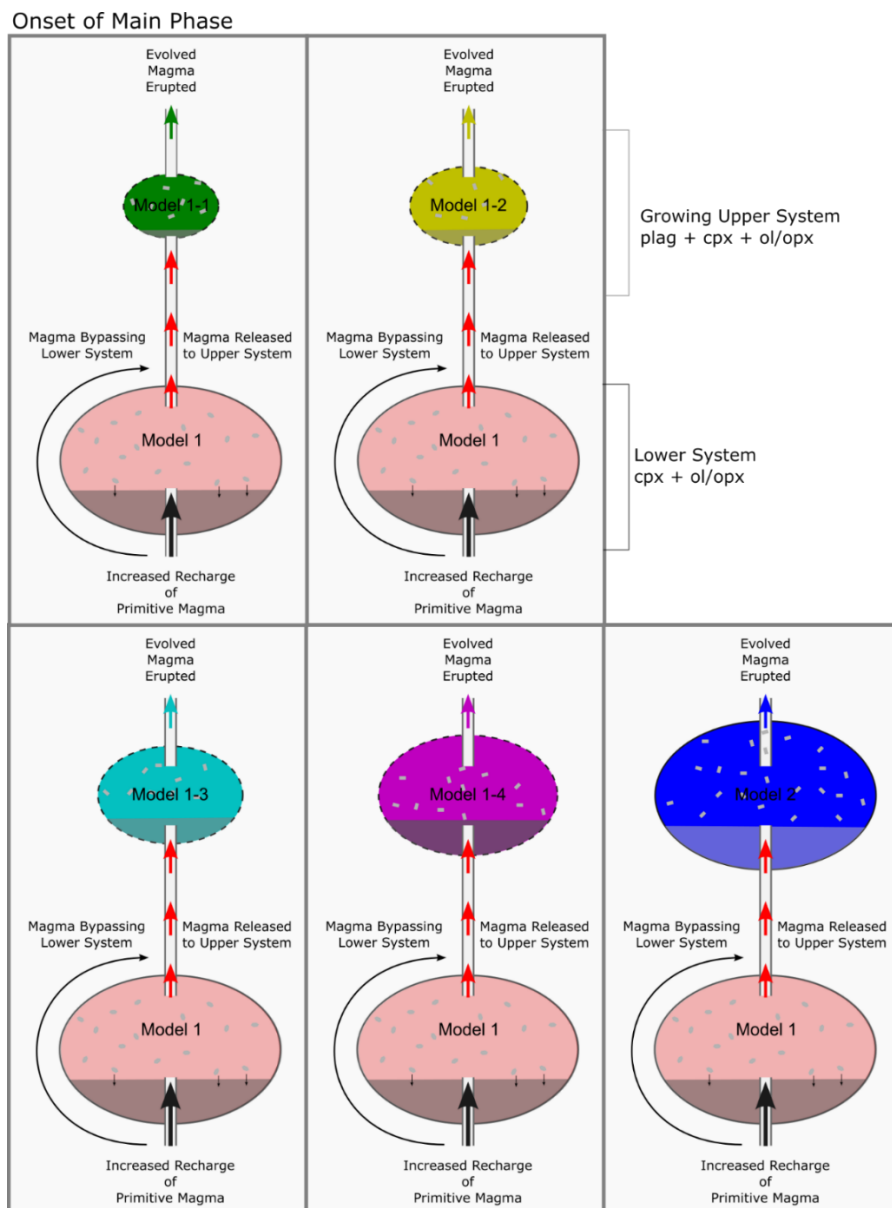 Onset of Main Phase
Evolved
Magma
Erupted
Model 1-1
Magma Bypassing
Lower System
Magma Released
to Upper System
Model 1
Increased Recharge
of
Primitive Magma
Evolved
Magma
Erupted
Model 1-2
Magma Bypassing
Lower System
Magma Released
to Upper System
Model 1
Increased Recharge
of
Primitive Magma
Growing Upper System
plag + cpx + ol/opx
Lower System
cpx + ol/opx
Evolved
Magma
Erupted
Model 1-3
Magma Bypassing
Lower System
Magma Released
to Upper System
Model 1
Increased Recharge
of
Primitive Magma
Evolved
Magma
Erupted
Model 1-4
Magma Bypassing
Lower System
Magma Released
to Upper System
Model 1
Increased Recharge
of
Primitive Magma
Evolved
Magma
Erupted
Model 2
Magma Bypassing
Lower System
Magma Released
to Upper System
Model 1
Increased Recharge
of
Primitive Magma